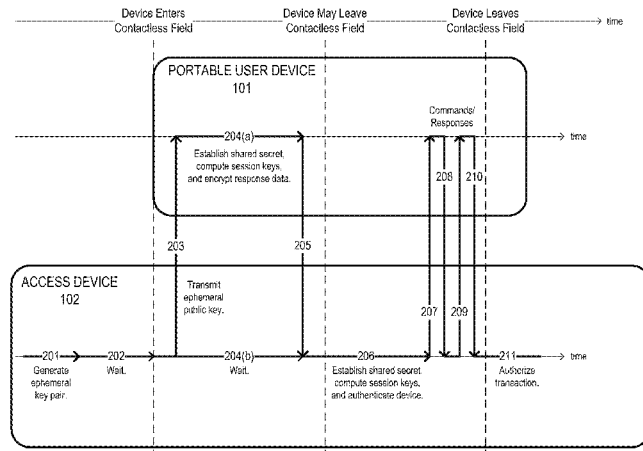 Device Enters
Contactless Field
Device May Leave
Contactless Field
Device Leaves
Contactless Field
time
PORTABLE USER DEVICE
101
Commands/
Responses
204(a)
time
Establish shared secret,
compute session keys,
and encrypt response data.
208
210
203
205
ACCESS DEVICE
102
Transmit
ephemeral
public key.
207
209
201
202
204(b)
206
211
time
Generate
ephemeral
key pair.
Wait.
Wait.
Establish shared secret
compute session keys,
and authenticate device.
Authorize
transaction.